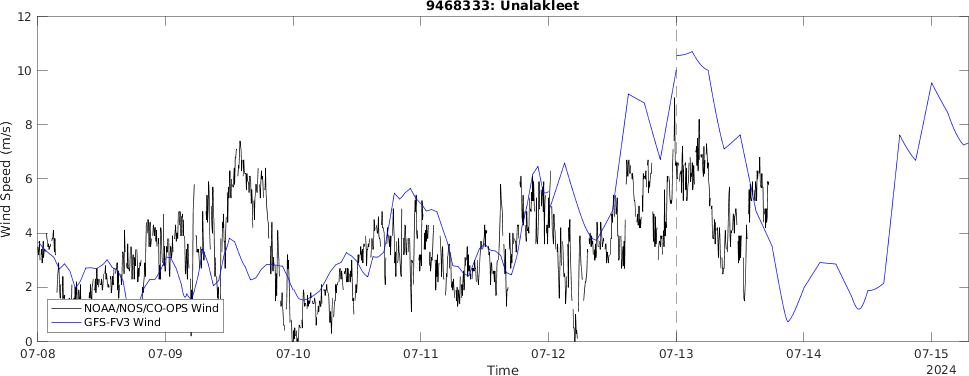 9468333: Unalakleet
Wind Speed (m/s)
12
10
8
6
4
2
0
NOAA/NOS/CO-OPS Wind
GFS-FV3 Wind
07-08 07-09 07-10 07-11 07-12 07-13 07-14 07-15
Time
2024